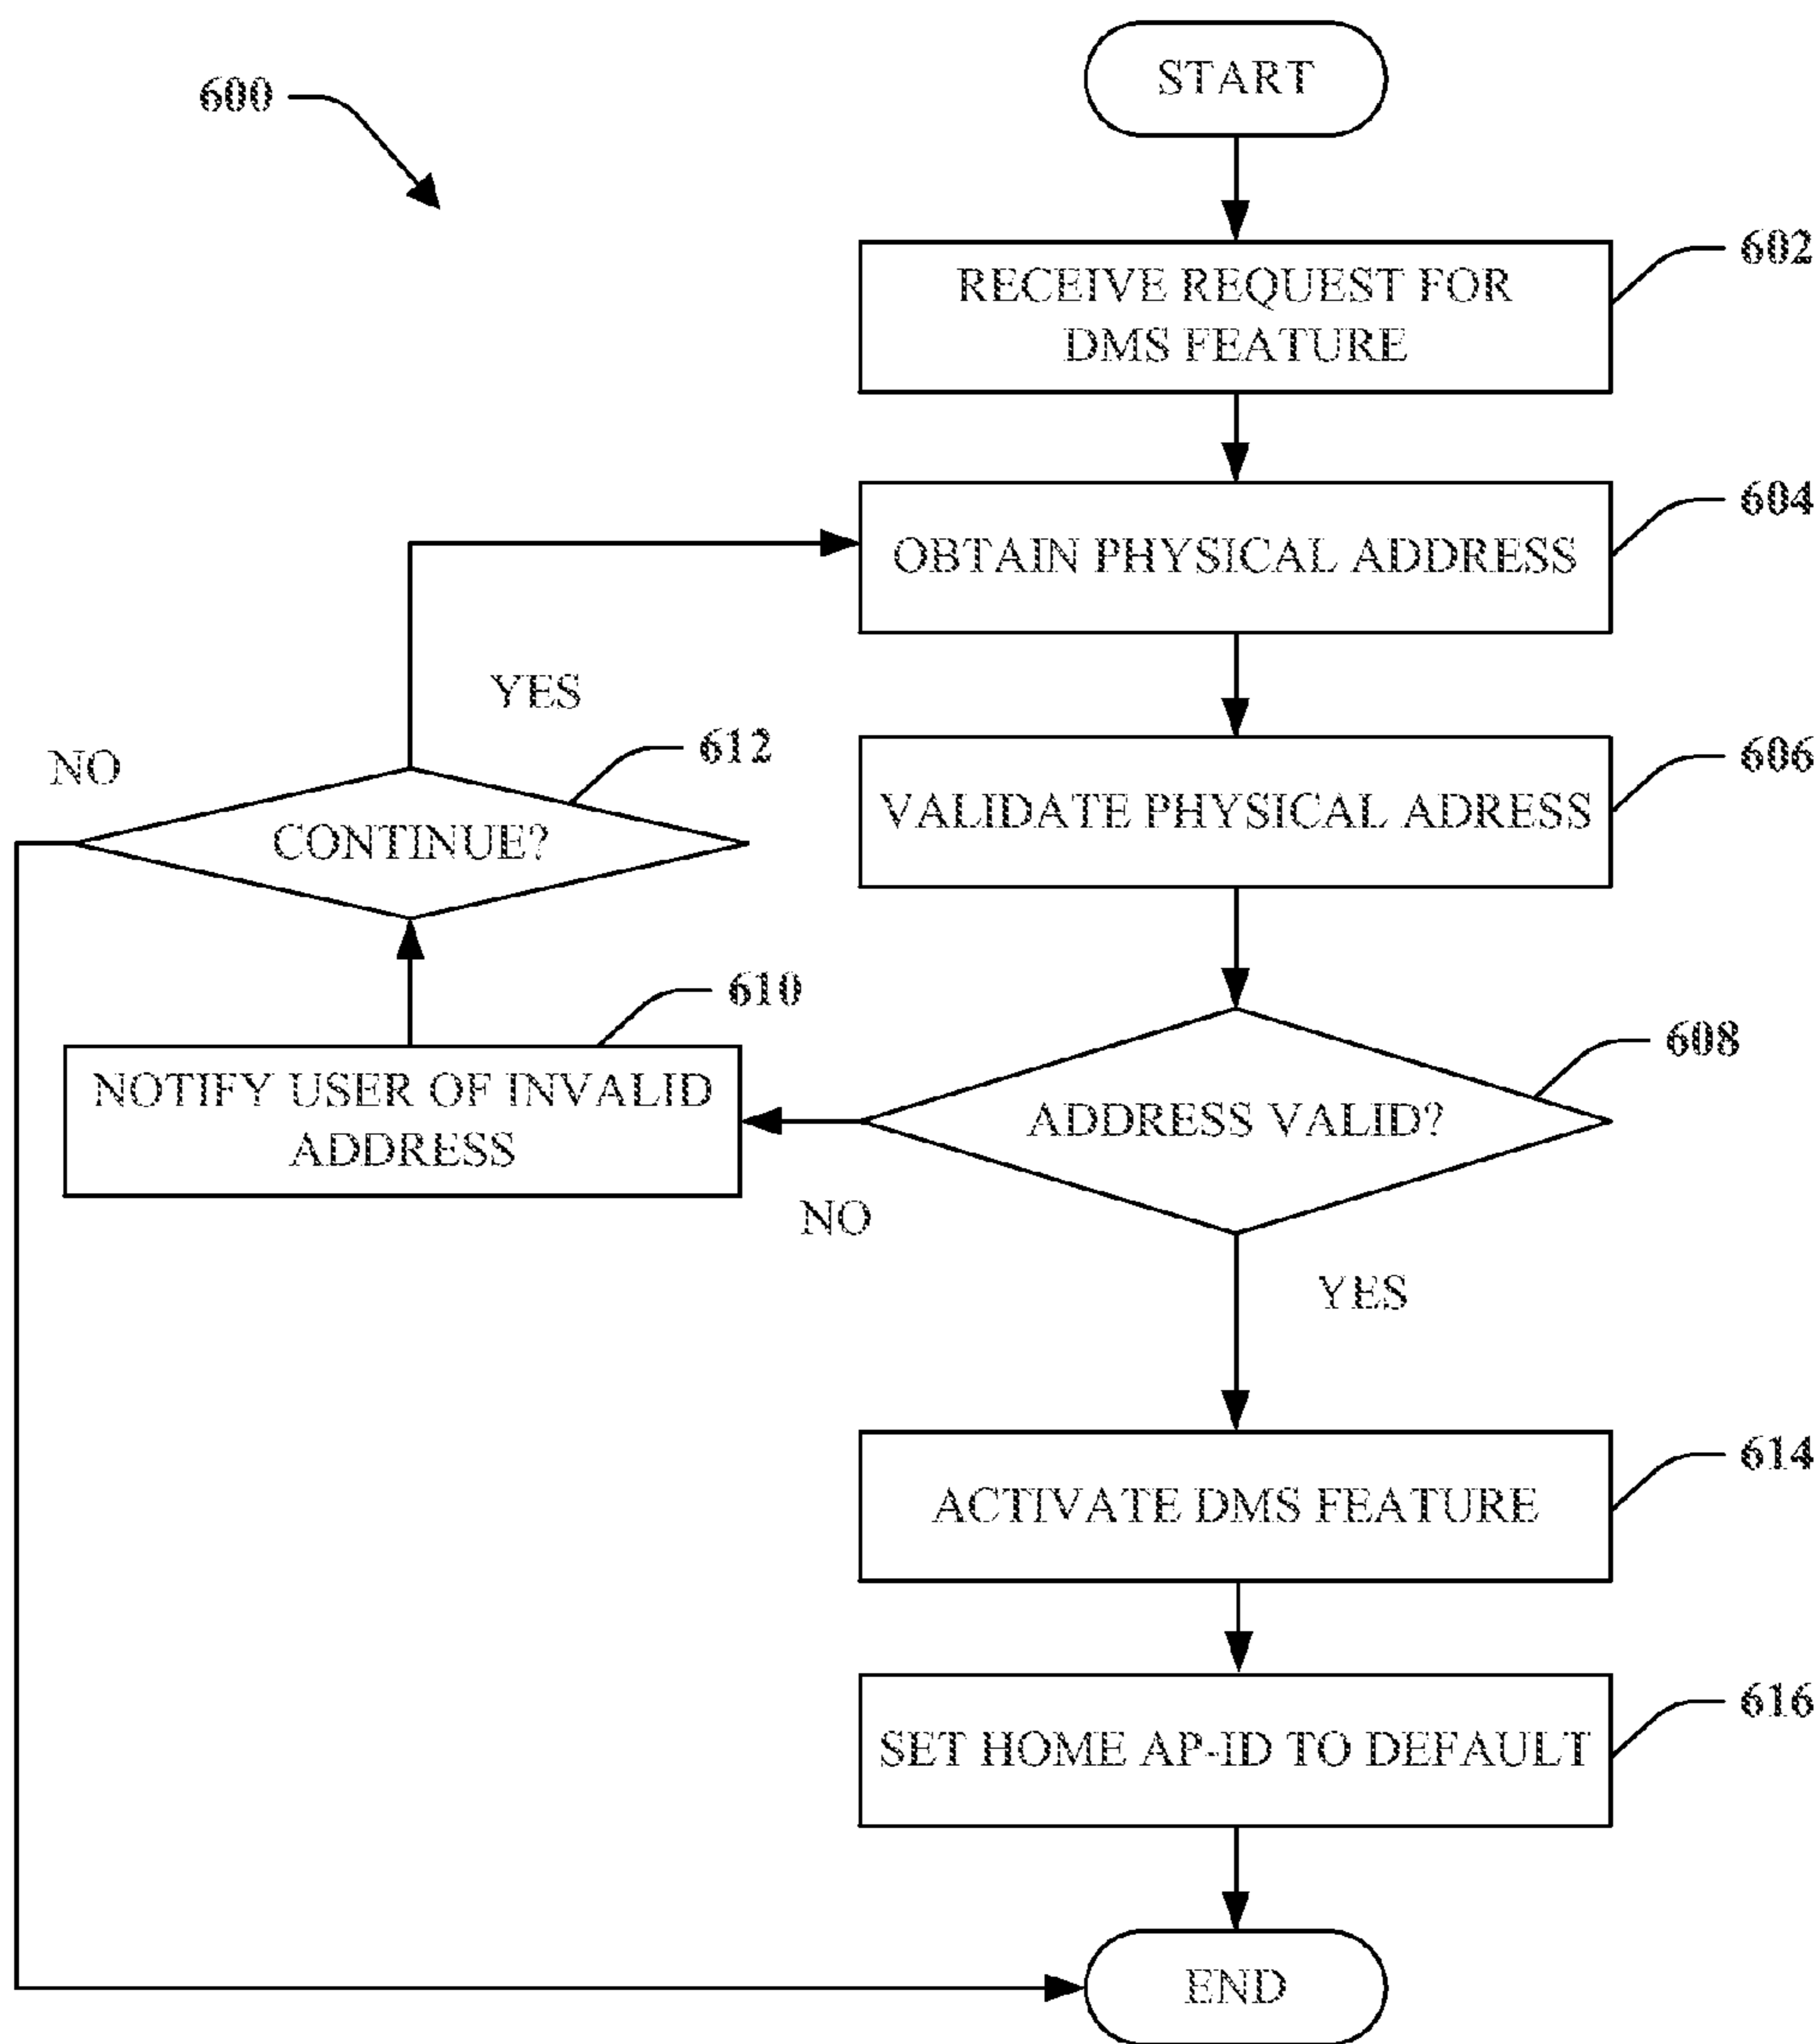 START
600
602
RECEIVE REQUEST FOR
DMS FEATURE
604
OBTAIN PHYSICAL ADDRESS
YES
612
NO
606
VALIDATE PHYSICAL ADRESS
CONTINUE?
610
608
NOTIFY USER OF INVALID
ADDRESS
ADDRESS VALID?
NO
YES
614
ACTIVATE DMS FEATURE
616
SET HOME AP-ID TO DEFAULT
END